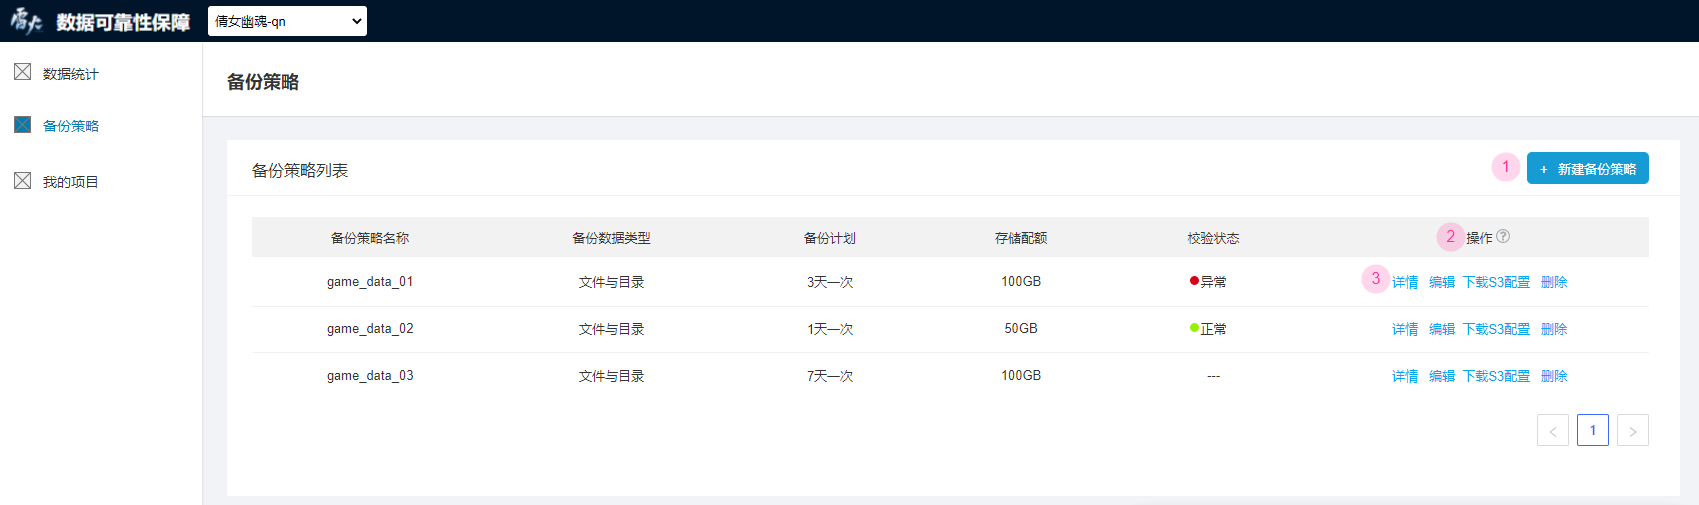 雷火 数据可靠性保障 倩女幽魂-qn
数据统计
备份策略
我的项目
备份策略
备份策略列表
1 + 新建备份策略
备份策略名称 备份数据类型 备份计划 存储配额 校验状态 2 操作 ?
game_data_01 文件与目录 3天一次 100GB 异常 3 详情 编辑 下载S3配置 删除
game_data_02 文件与目录 1天一次 50GB 正常 详情 编辑 下载S3配置 删除
game_data_03 文件与目录 7天一次 100GB --- 详情 编辑 下载S3配置 删除
< 1 >